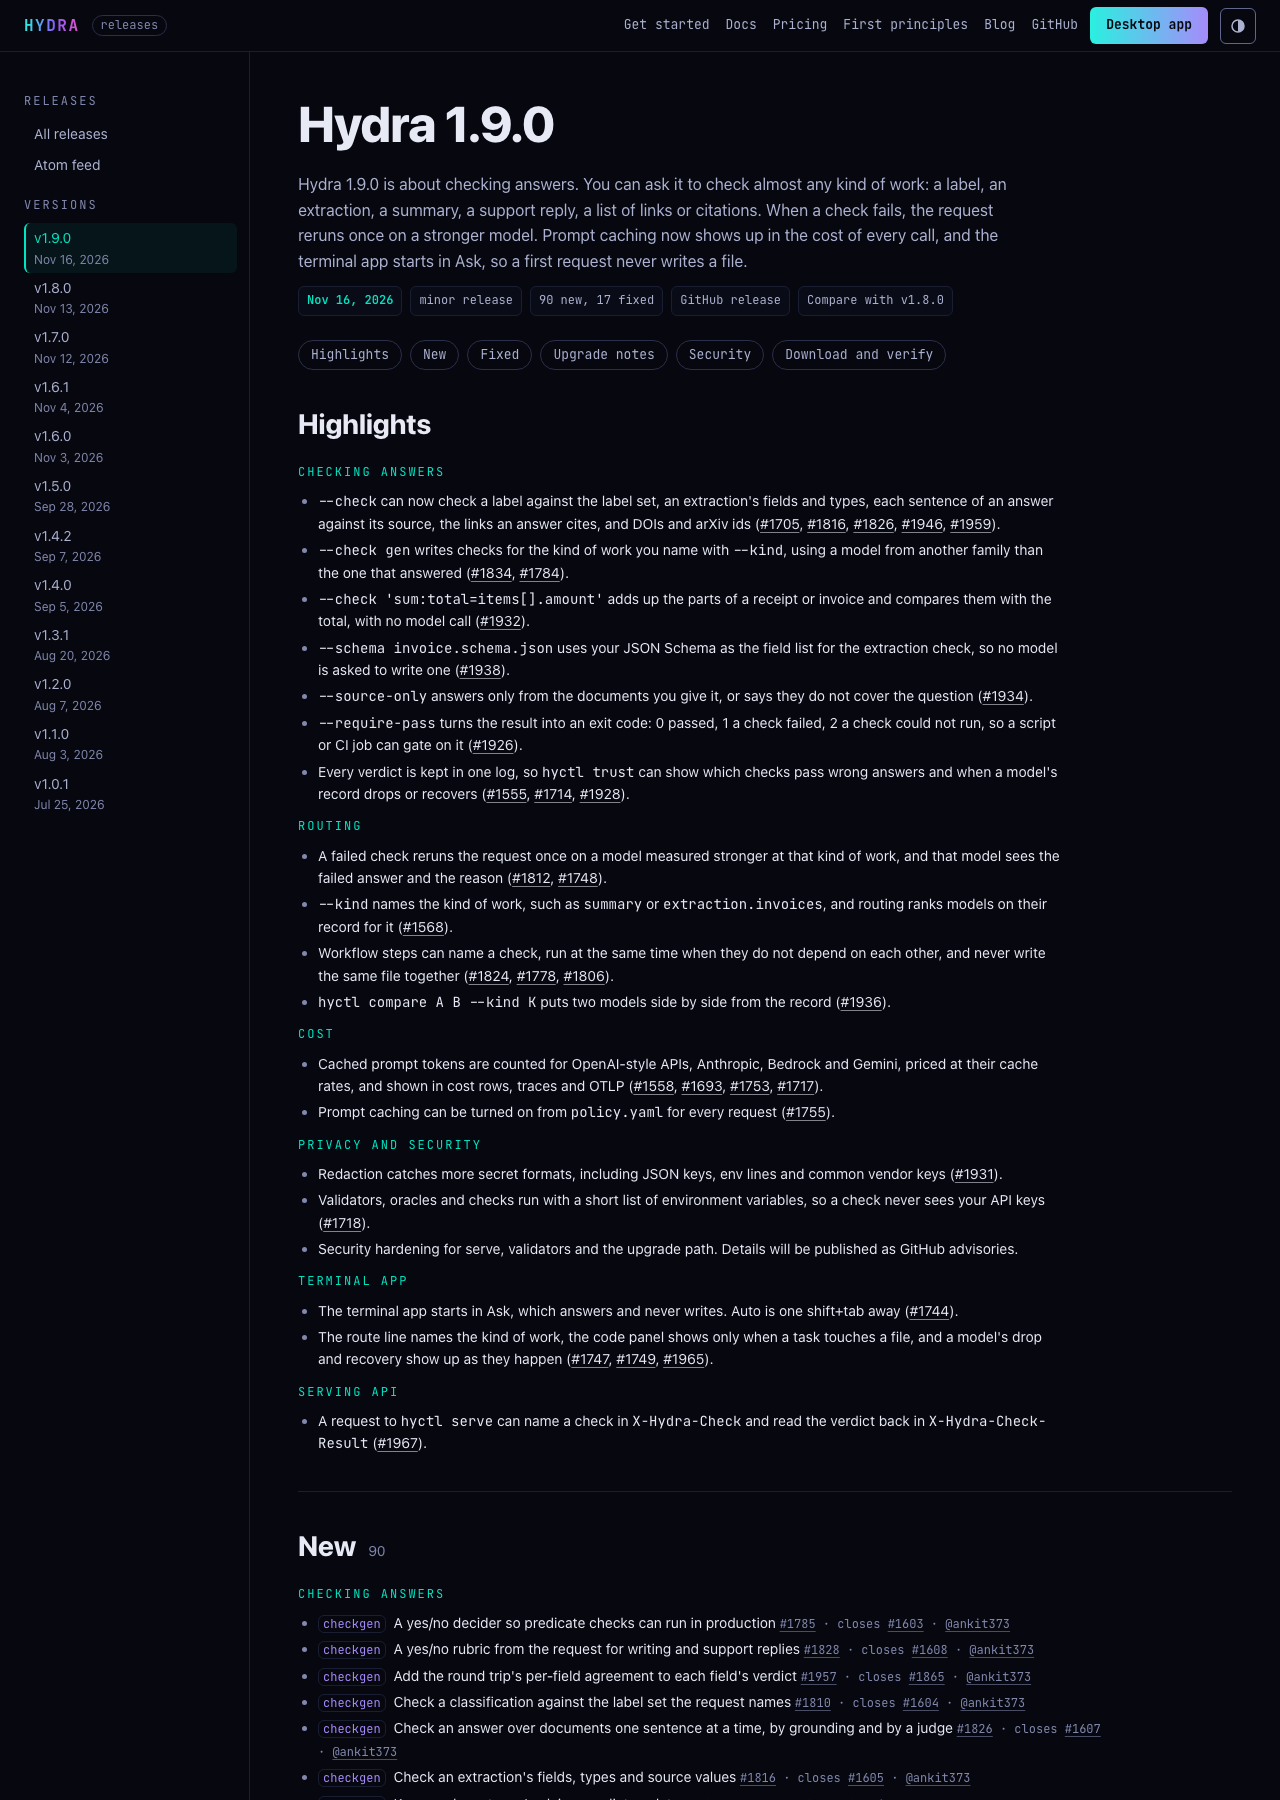 HYDRA releases Get started Docs Pricing First principles Blog GitHub Desktop app
RELEASES
All releases
Atom feed
VERSIONS
v1.9.0
Nov 16, 2026
v1.8.0
Nov 13, 2026
v1.7.0
Nov 12, 2026
v1.6.1
Nov 4, 2026
v1.6.0
Nov 3, 2026
v1.5.0
Sep 28, 2026
v1.4.2
Sep 7, 2026
v1.4.0
Sep 5, 2026
v1.3.1
Aug 20, 2026
v1.2.0
Aug 7, 2026
v1.1.0
Aug 3, 2026
v1.0.1
Jul 25, 2026
Hydra 1.9.0
Hydra 1.9.0 is about checking answers. You can ask it to check almost any kind of work: a label, an
extraction, a summary, a support reply, a list of links or citations. When a check fails, the request
reruns once on a stronger model. Prompt caching now shows up in the cost of every call, and the
terminal app starts in Ask, so a first request never writes a file.
Nov 16, 2026 minor release 90 new, 17 fixed GitHub release Compare with v1.8.0
Highlights New Fixed Upgrade notes Security Download and verify
Highlights
CHECKING ANSWERS
--check can now check a label against the label set, an extraction's fields and types, each sentence of an answer
against its source, the links an answer cites, and DOIs and arXiv ids (#1705, #1816, #1826, #1946, #1959).
--check gen writes checks for the kind of work you name with --kind, using a model from another family than
the one that answered (#1834, #1784).
--check 'sum:total=items[].amount' adds up the parts of a receipt or invoice and compares them with the
total, with no model call (#1932).
--schema invoice.schema.json uses your JSON Schema as the field list for the extraction check, so no model
is asked to write one (#1938).
--source-only answers only from the documents you give it, or says they do not cover the question (#1934).
--require-pass turns the result into an exit code: 0 passed, 1 a check failed, 2 a check could not run, so a script
or CI job can gate on it (#1926).
Every verdict is kept in one log, so hyctl trust can show which checks pass wrong answers and when a model's
record drops or recovers (#1555, #1714, #1928).
ROUTING
A failed check reruns the request once on a model measured stronger at that kind of work, and that model sees the
failed answer and the reason (#1812, #1748).
--kind names the kind of work, such as summary or extraction.invoices, and routing ranks models on their
record for it (#1568).
Workflow steps can name a check, run at the same time when they do not depend on each other, and never write
the same file together (#1824, #1778, #1806).
hyctl compare A B --kind K puts two models side by side from the record (#1936).
COST
Cached prompt tokens are counted for OpenAI-style APIs, Anthropic, Bedrock and Gemini, priced at their cache
rates, and shown in cost rows, traces and OTLP (#1558, #1693, #1753, #1717).
Prompt caching can be turned on from policy.yaml for every request (#1755).
PRIVACY AND SECURITY
Redaction catches more secret formats, including JSON keys, env lines and common vendor keys (#1931).
Validators, oracles and checks run with a short list of environment variables, so a check never sees your API keys
(#1718).
Security hardening for serve, validators and the upgrade path. Details will be published as GitHub advisories.
TERMINAL APP
The terminal app starts in Ask, which answers and never writes. Auto is one shift+tab away (#1744).
The route line names the kind of work, the code panel shows only when a task touches a file, and a model's drop
and recovery show up as they happen (#1747, #1749, #1965).
SERVING API
A request to hyctl serve can name a check in X-Hydra-Check and read the verdict back in X-Hydra-Check-
Result (#1967).
New 90
CHECKING ANSWERS
checkgen A yes/no decider so predicate checks can run in production #1785 · closes #1603 · @ankit373
checkgen A yes/no rubric from the request for writing and support replies #1828 · closes #1608 · @ankit373
checkgen Add the round trip's per-field agreement to each field's verdict #1957 · closes #1865 · @ankit373
checkgen Check a classification against the label set the request names #1810 · closes #1604 · @ankit373
checkgen Check an answer over documents one sentence at a time, by grounding and by a judge #1826 · closes #1607
· @ankit373
checkgen Check an extraction's fields, types and source values #1816 · closes #1605 · @ankit373